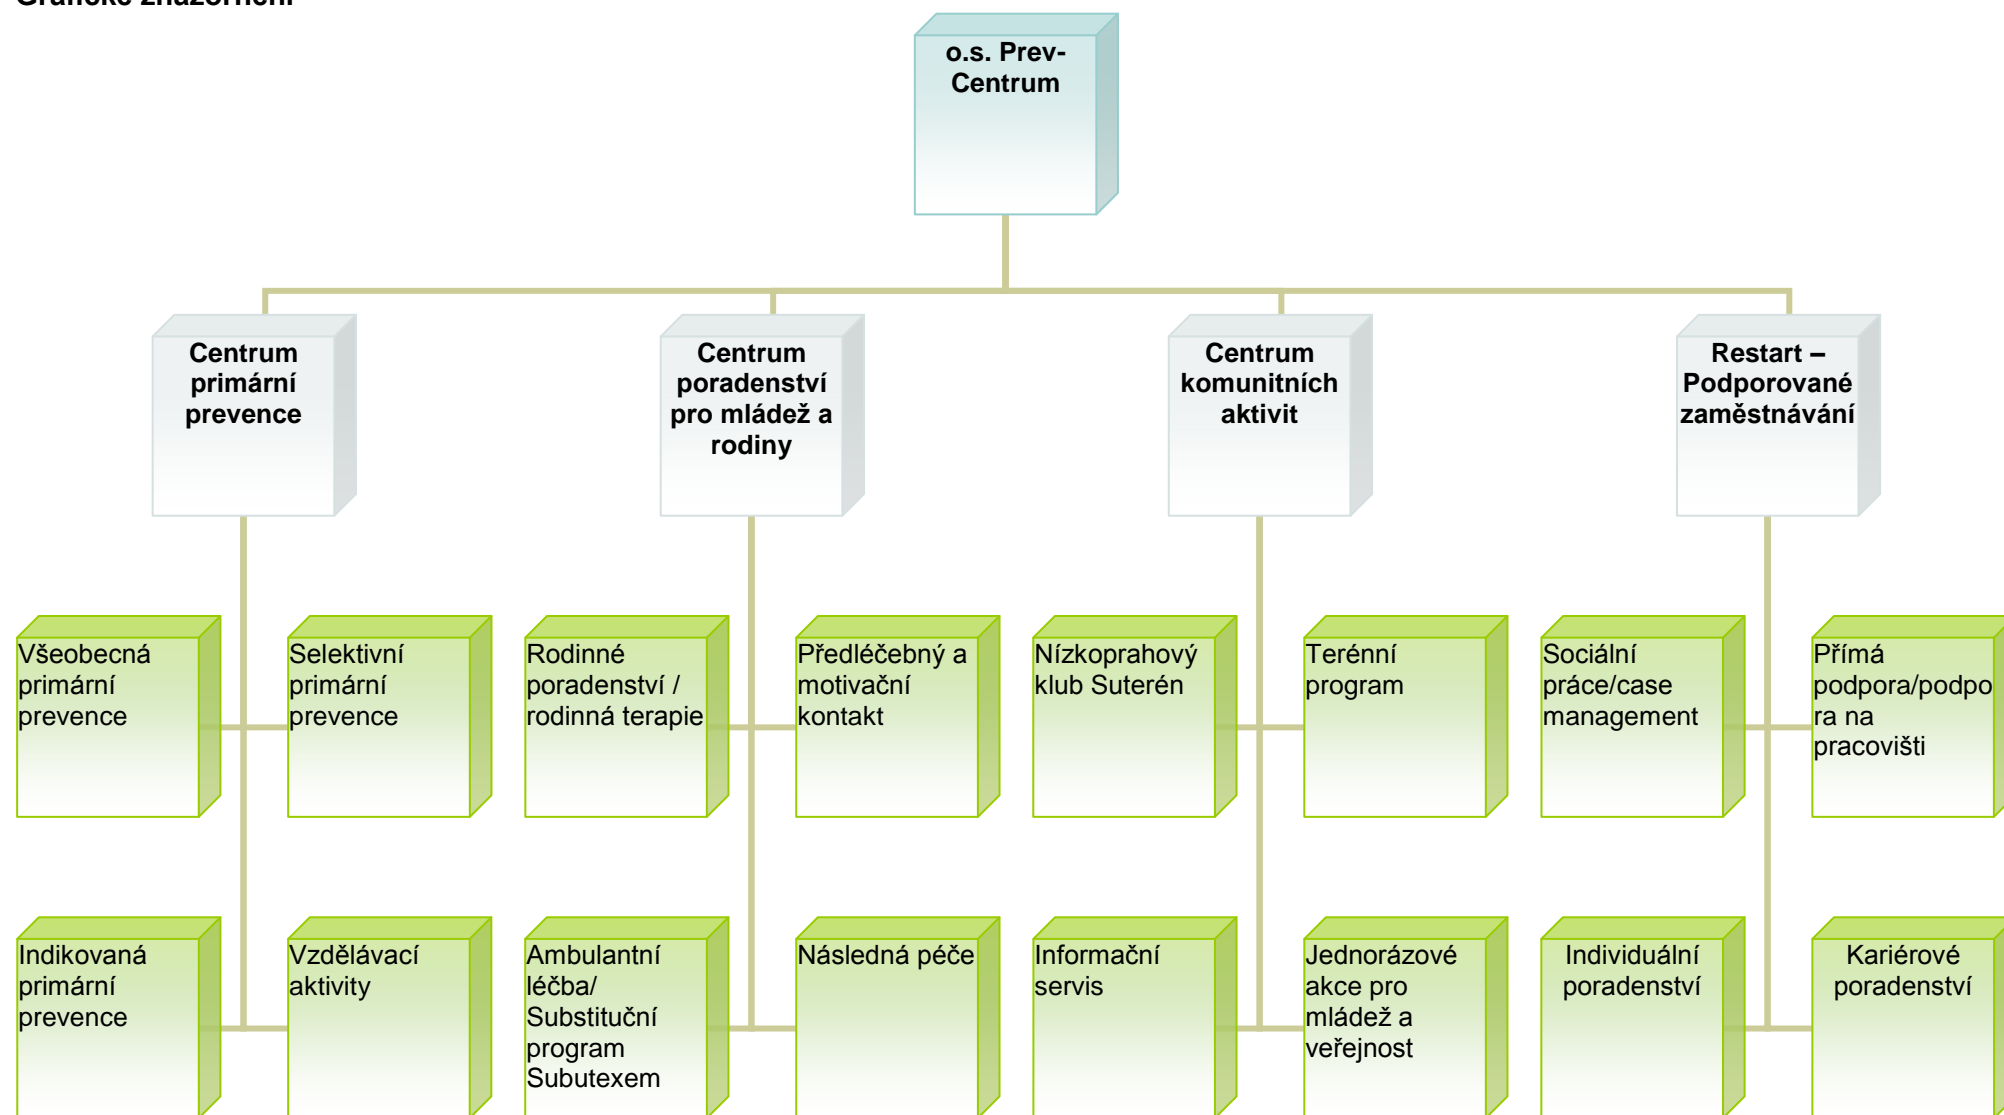 Grafické znázornění
o.s. Prev-
Centrum
Centrum
primární
prevence
Centrum
poradenství
pro mládež a
rodiny
Centrum
komunitních
aktivit
Restart –
Podporované
zaměstnávání
Všeobecná
primární
prevence
Selektivní
primární
prevence
Rodinné
poradenství /
rodinná terapie
Předléčebný a
motivační
kontakt
Nízkoprahový
klub Suterén
Terénní
program
Sociální
práce/case
management
Přímá
podpora/podpo
ra na
pracovišti
Indikovaná
primární
prevence
Vzdělávací
aktivity
Ambulantní
léčba/
Substituční
program
Subutexem
Následná péče
Informační
servis
Jednorázové
akce pro
mládež a
veřejnost
Individuální
poradenství
Kariérové
poradenství